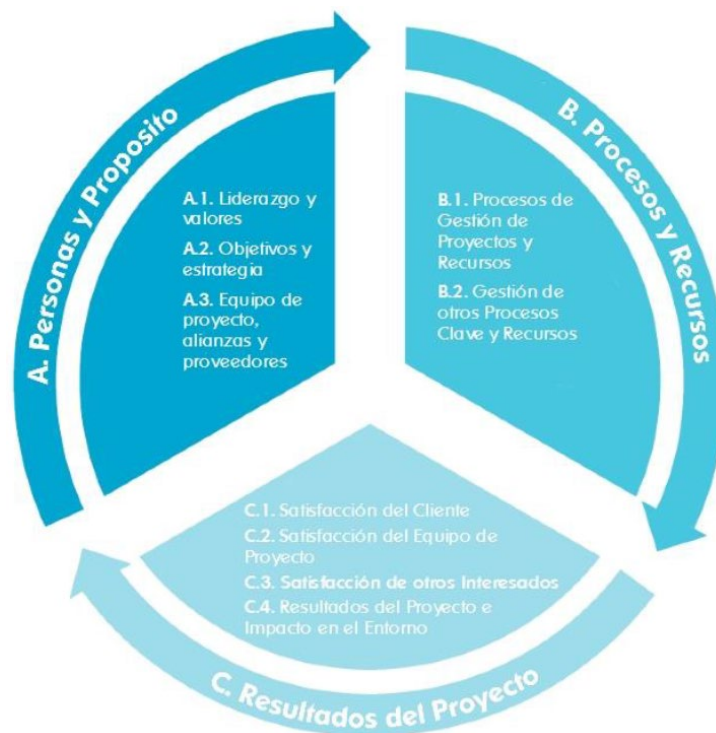 A. Personas y Proposito
A.1. Liderazgo y
valores
A.2. Objetivos y
estrategia
A.3. Equipo de
proyecto,
alianzas y
proveedores
B. Procesos y Recursos
B.1. Procesos de
Gestión de
Proyectos y
Recursos
B.2. Gestión de
otros Procesos
Clave y Recursos
C.1. Satisfacción del Cliente
C.2. Satisfacción del Equipo de
Proyecto
C.3. Satisfacción de otros Interesados
C.4. Resultados del Proyecto e
Impacto en el Entorno
C. Resultados del Proyecto